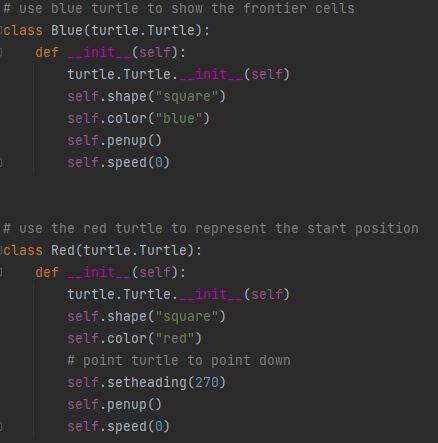 # use blue turtle to show the frontier cells
class Blue(turtle.Turtle):
    def __init__(self):
        turtle.Turtle.__init__(self)
        self.shape("square")
        self.color("blue")
        self.penup()
        self.speed(0)


# use the red turtle to represent the start position
class Red(turtle.Turtle):
    def __init__(self):
        turtle.Turtle.__init__(self)
        self.shape("square")
        self.color("red")
        # point turtle to point down
        self.setheading(270)
        self.penup()
        self.speed(0)